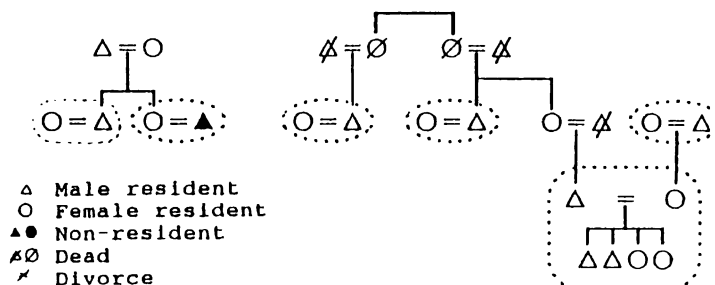 Male resident
Female resident
Non-resident
Dead
Divorce